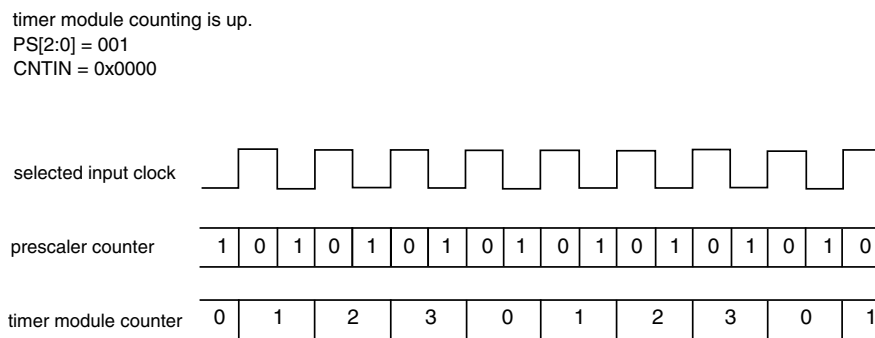 timer module counting is up.
PS[2:0] = 001
CNTIN = 0x0000
selected input clock
prescaler counter 1 0 1 0 1 0 1 0 1 0 1 0 1 0 1 0 1 0
timer module counter 0 1 2 3 0 1 2 3 0 1